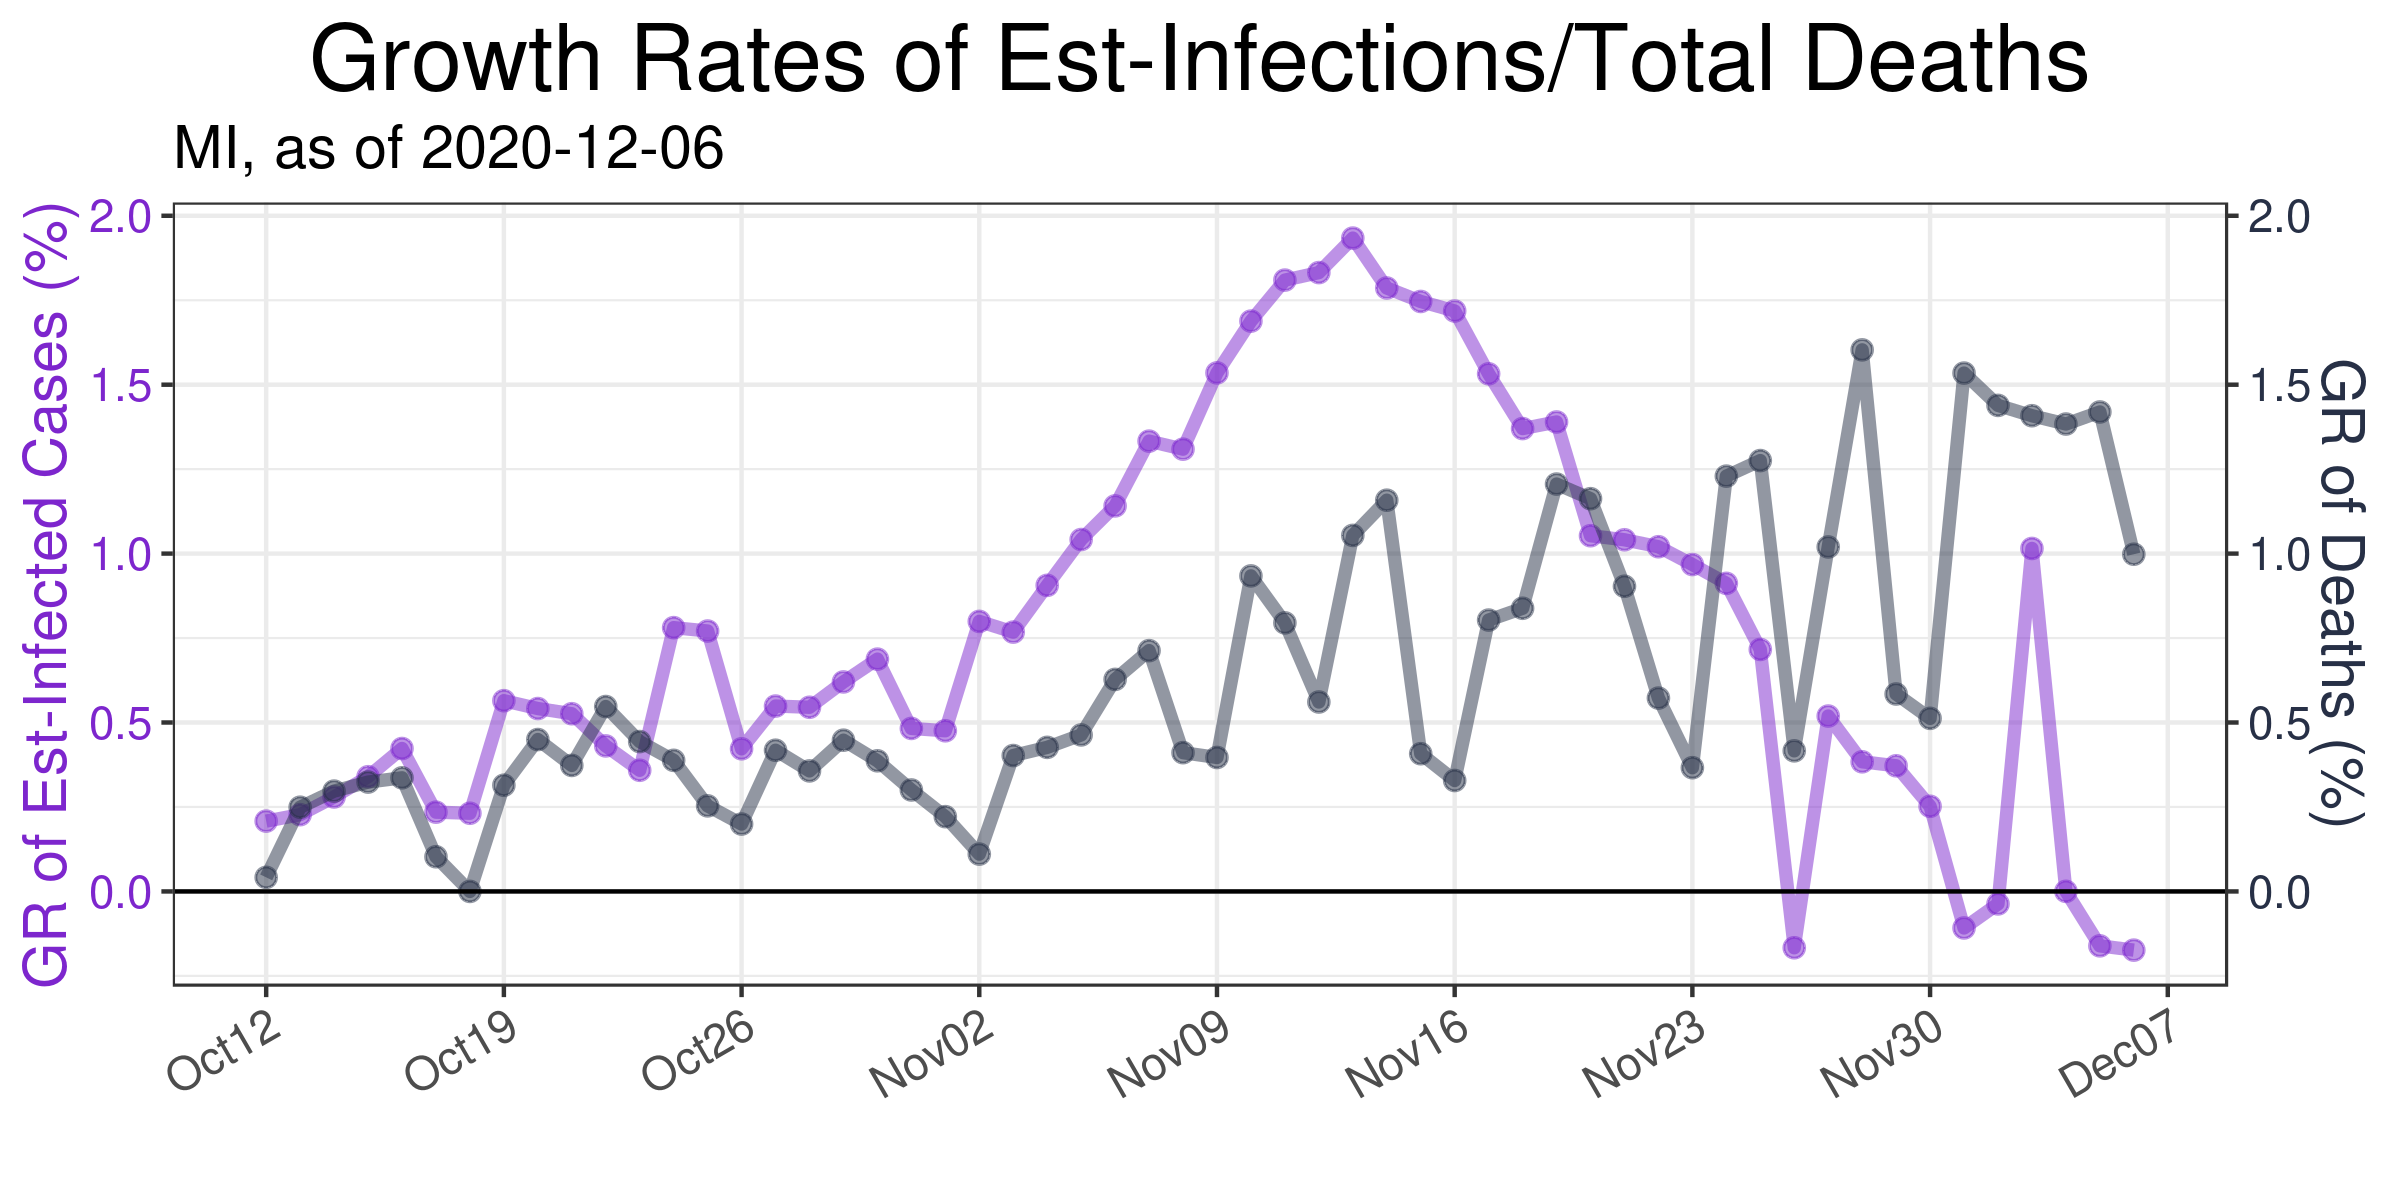 Growth Rates of Est-Infections/Total Deaths
MI, as of 2020-12-06
GR of Est-Infected Cases (%)
2.0
1.5
1.0
0.5
0.0
2.0
1.5
1.0
0.5
0.0
GR of Deaths (%)
Oct12
Oct19
Oct26
Nov02
Nov09
Nov16
Nov23
Nov30
Dec07